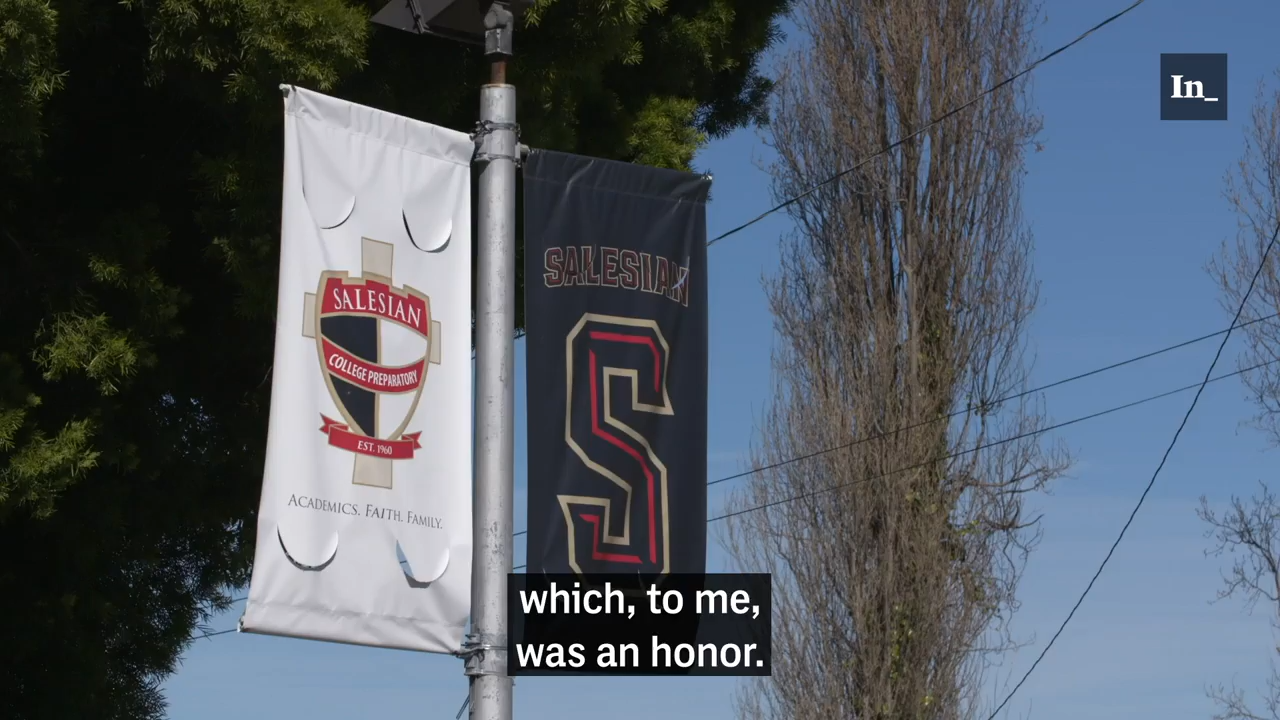 In_
SALESIAN
COLLEGE PREPARATORY
EST. 1960
ACADEMICS. FAITH. FAMILY.
SALESIAN
S
which, to me,
was an honor.